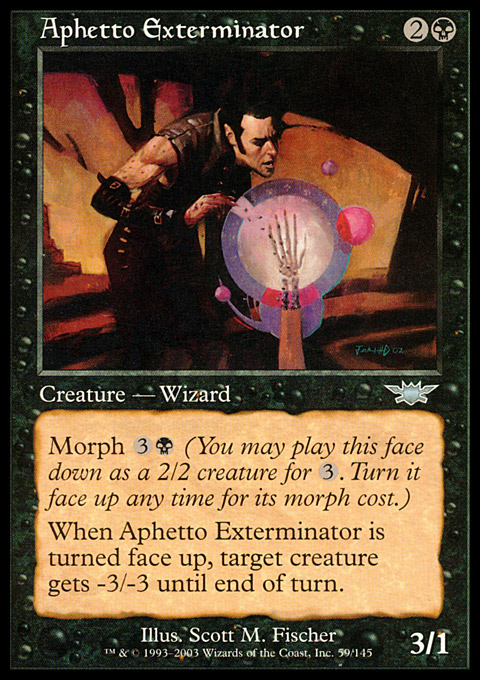 Aphetto Exterminator 2
Creature — Wizard
Morph 3 (You may play this face
down as a 2/2 creature for 3. Turn it
face up any time for its morph cost.)
When Aphetto Exterminator is
turned face up, target creature
gets -3/-3 until end of turn.
Illus. Scott M. Fischer
3/1
™ & © 1993-2003 Wizards of the Coast, Inc. 59/145